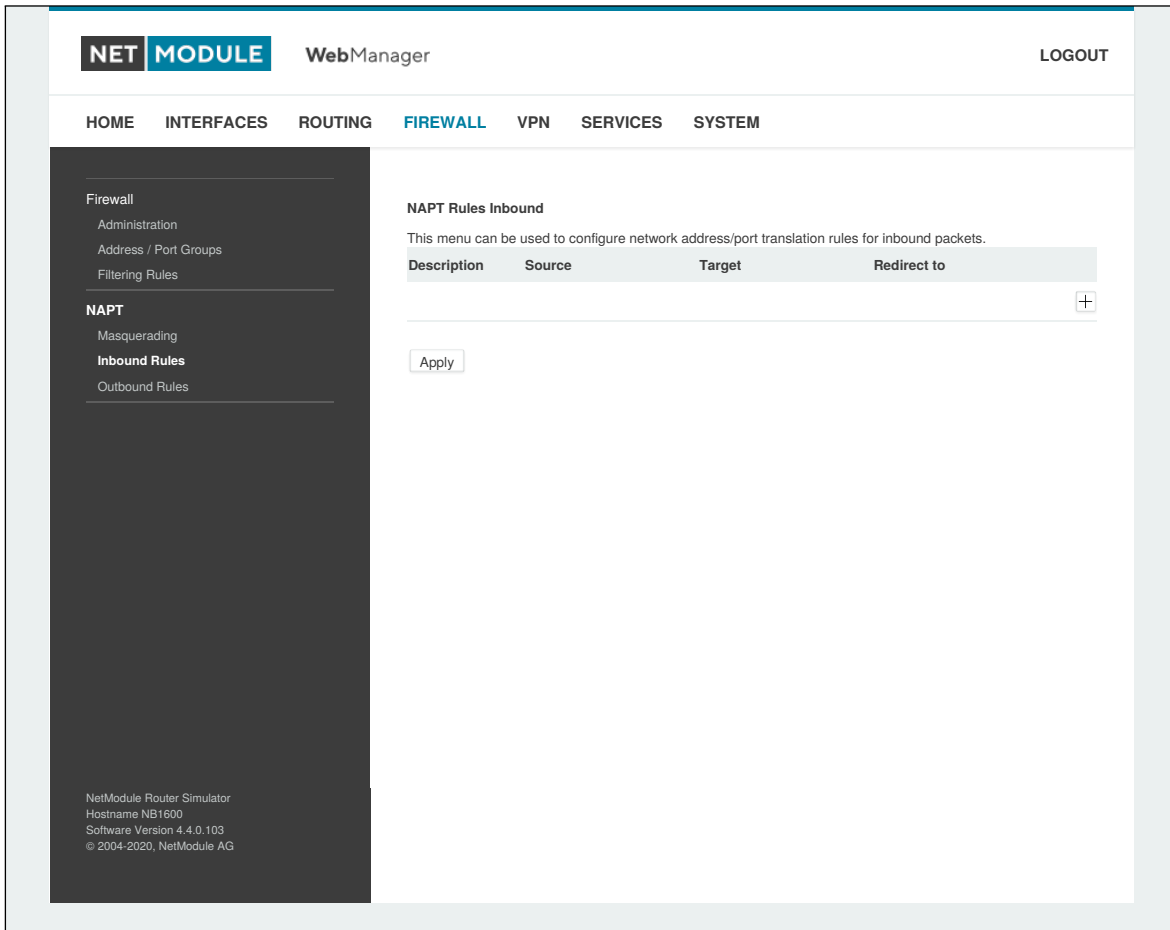 NET MODULE WebManager LOGOUT
HOME INTERFACES ROUTING FIREWALL VPN SERVICES SYSTEM
Firewall
Administration
Address / Port Groups
Filtering Rules
NAPT
Masquerading
Inbound Rules
Outbound Rules
NAPT Rules Inbound
This menu can be used to configure network address/port translation rules for inbound packets.
Description Source Target Redirect to
Apply
NetModule Router Simulator
Hostname NB1600
Software Version 4.4.0.103
© 2004-2020, NetModule AG